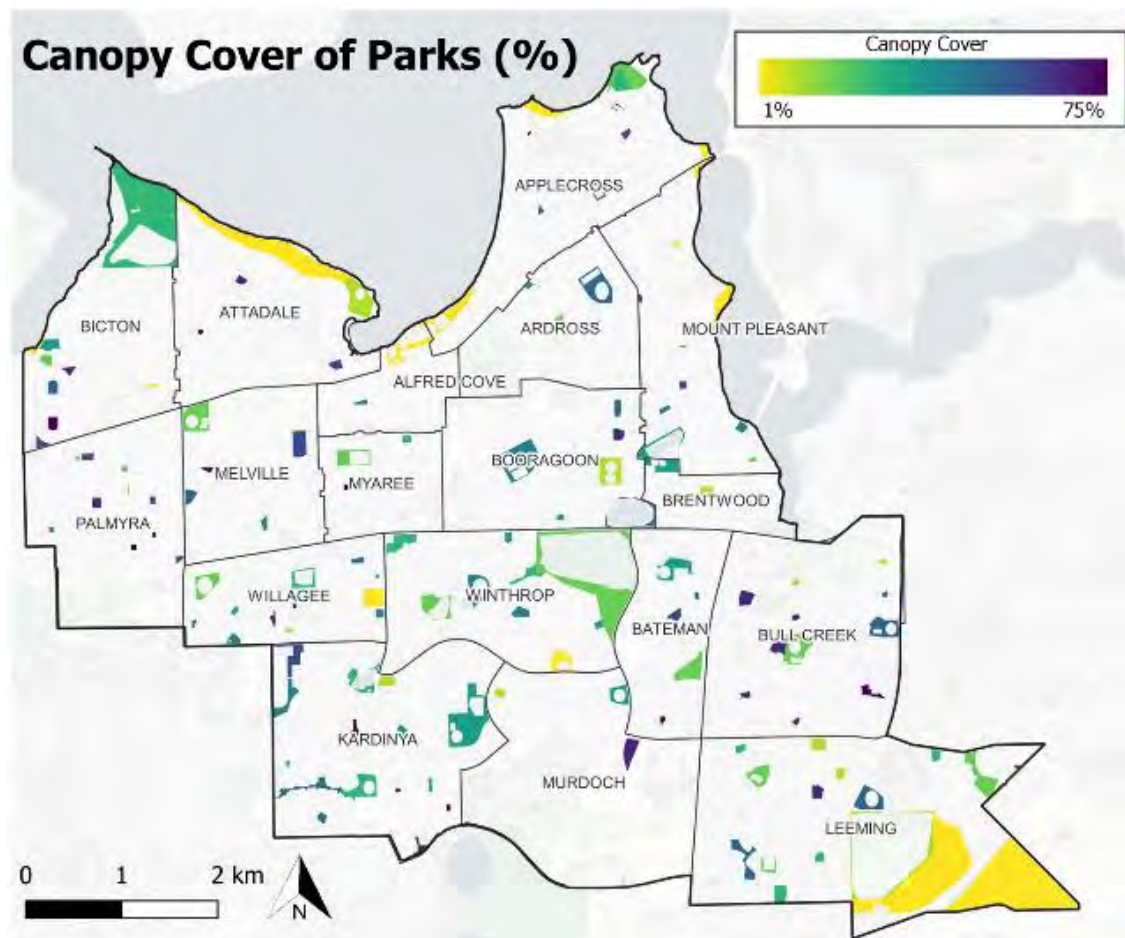 Canopy Cover of Parks (%)
Canopy Cover
1% 75%
APPLECROSS
BICTON
ATTADALE
ARDROSS
MOUNT PLEASANT
ALFRED COVE
MELVILLE
MYAREE
BOORAGOON
BRENTWOOD
PALMYRA
WILLAGEE
WINTHROP
BATEMAN
BULL CREEK
KARDINYA
MURDOCH
LEEMING
0 1 2 km
N